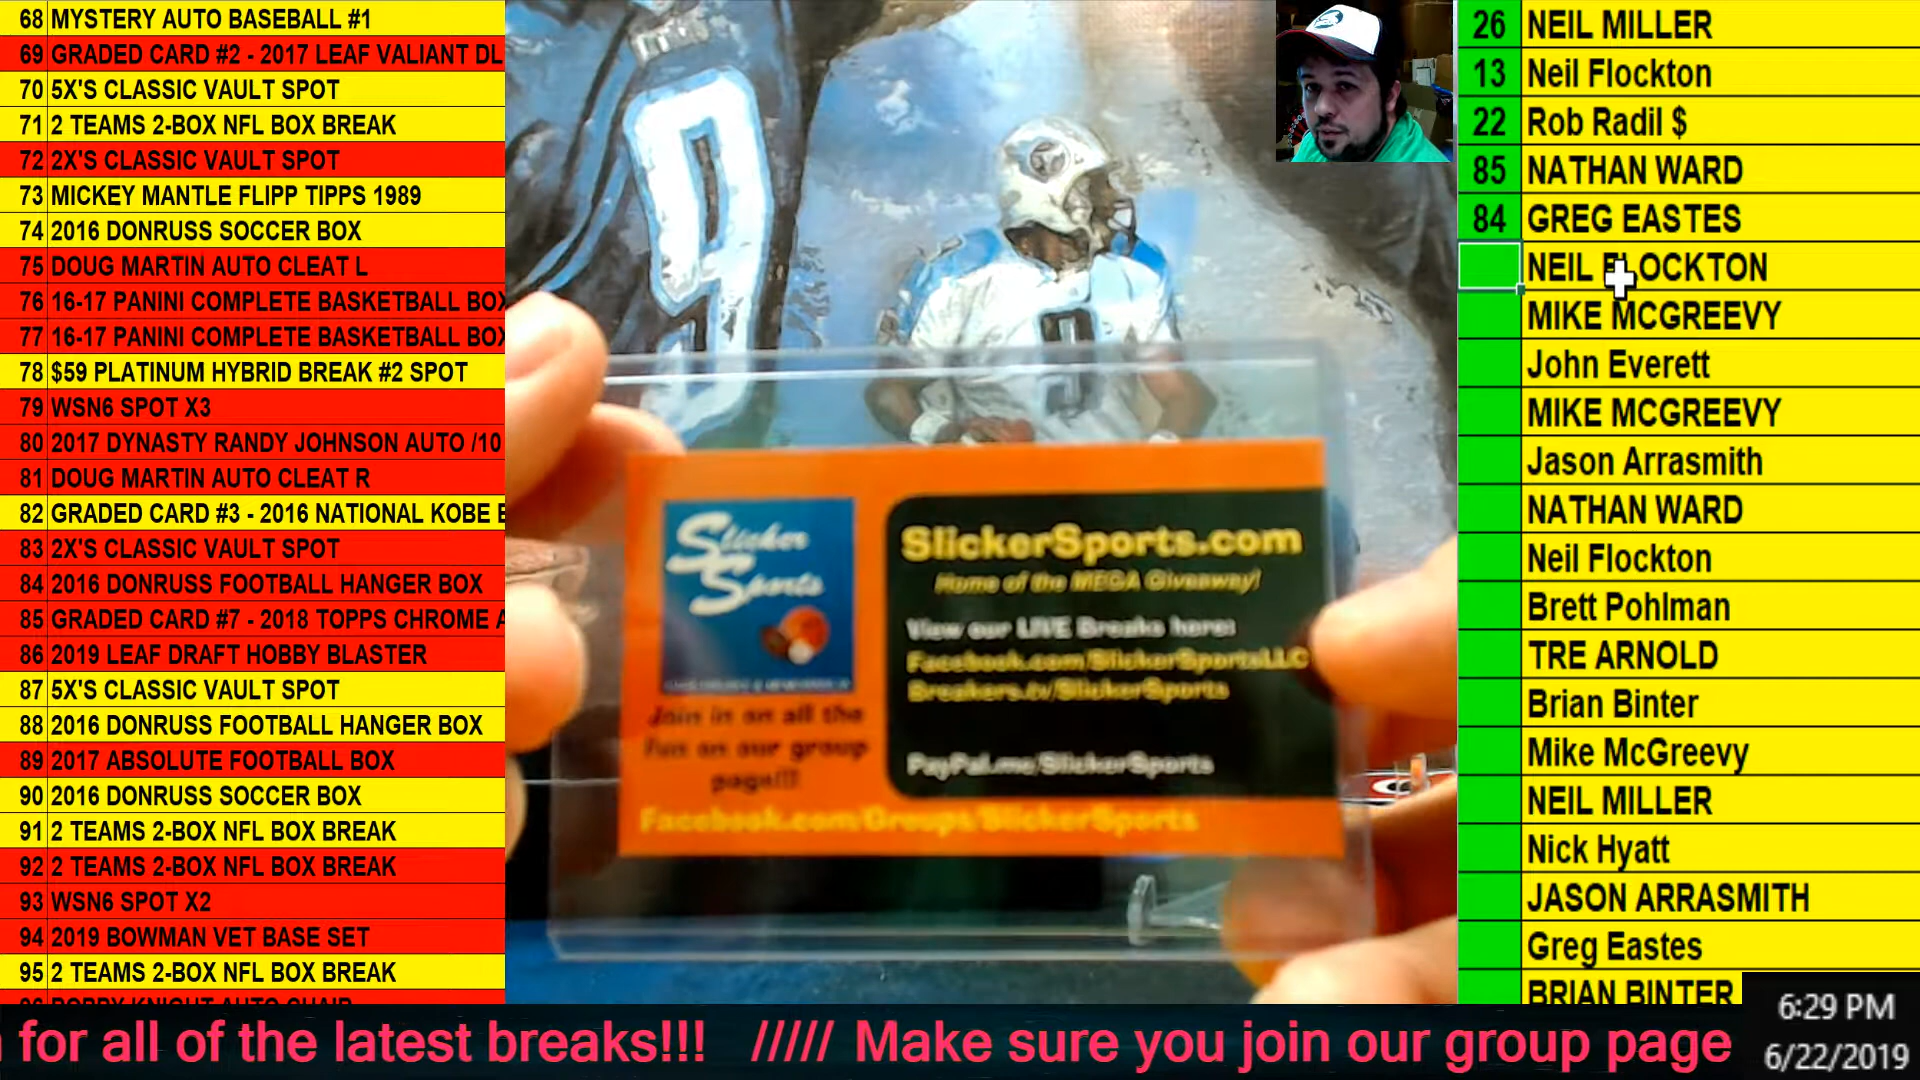 68 MYSTERY AUTO BASEBALL #1
69 GRADED CARD #2 - 2017 LEAF VALIANT DL
70 5X'S CLASSIC VAULT SPOT
71 2 TEAMS 2-BOX NFL BOX BREAK
72 2X'S CLASSIC VAULT SPOT
73 MICKEY MANTLE FLIPP TIPPS 1989
74 2016 DONRUSS SOCCER BOX
75 DOUG MARTIN AUTO CLEAT L
76 16-17 PANINI COMPLETE BASKETBALL BOX
77 16-17 PANINI COMPLETE BASKETBALL BOX
78 $59 PLATINUM HYBRID BREAK #2 SPOT
79 WSN6 SPOT X3
80 2017 DYNASTY RANDY JOHNSON AUTO /10
81 DOUG MARTIN AUTO CLEAT R
82 GRADED CARD #3 - 2016 NATIONAL KOBE
83 2X'S CLASSIC VAULT SPOT
84 2016 DONRUSS FOOTBALL HANGER BOX
85 GRADED CARD #7 - 2018 TOPPS CHROME A
86 2019 LEAF DRAFT HOBBY BLASTER
87 5X'S CLASSIC VAULT SPOT
88 2016 DONRUSS FOOTBALL HANGER BOX
89 2017 ABSOLUTE FOOTBALL BOX
90 2016 DONRUSS SOCCER BOX
91 2 TEAMS 2-BOX NFL BOX BREAK
92 2 TEAMS 2-BOX NFL BOX BREAK
93 WSN6 SPOT X2
94 2019 BOWMAN VET BASE SET
95 2 TEAMS 2-BOX NFL BOX BREAK
96 BOBBY KNIGHT AUTO CHAIR
9
Slicker
Sports
Join in on all the
fun on our group
page!!!
SlickerSports.com
Home of the MEGA Giveaway!
View our LIVE Breaks here:
Facebook.com/SlickerSportsLLC
Breakers.tv/SlickerSports
PayPal.me/SlickerSports
Facebook.com/Groups/SlickerSports
26 NEIL MILLER
13 Neil Flockton
22 Rob Radil $
85 NATHAN WARD
84 GREG EASTES
NEIL FLOCKTON
MIKE MCGREEVY
John Everett
MIKE MCGREEVY
Jason Arrasmith
NATHAN WARD
Neil Flockton
Brett Pohlman
TRE ARNOLD
Brian Binter
Mike McGreevy
NEIL MILLER
Nick Hyatt
JASON ARRASMITH
Greg Eastes
BRIAN BINTER
for all of the latest breaks!!! ///// Make sure you join our group page
6:29 PM
6/22/2019